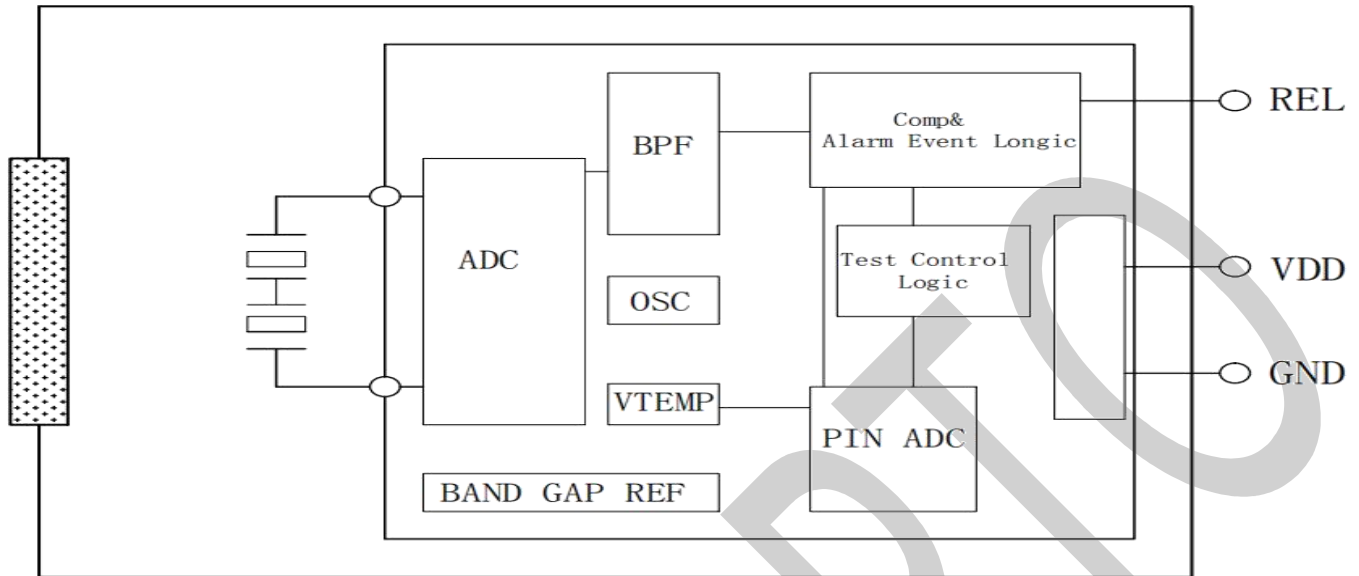 REL
Comp&
Alarm Event Longic
BPF
ADC
Test Control
Logic
VDD
OSC
GND
VTEMP
PIN ADC
BAND GAP REF
PTO